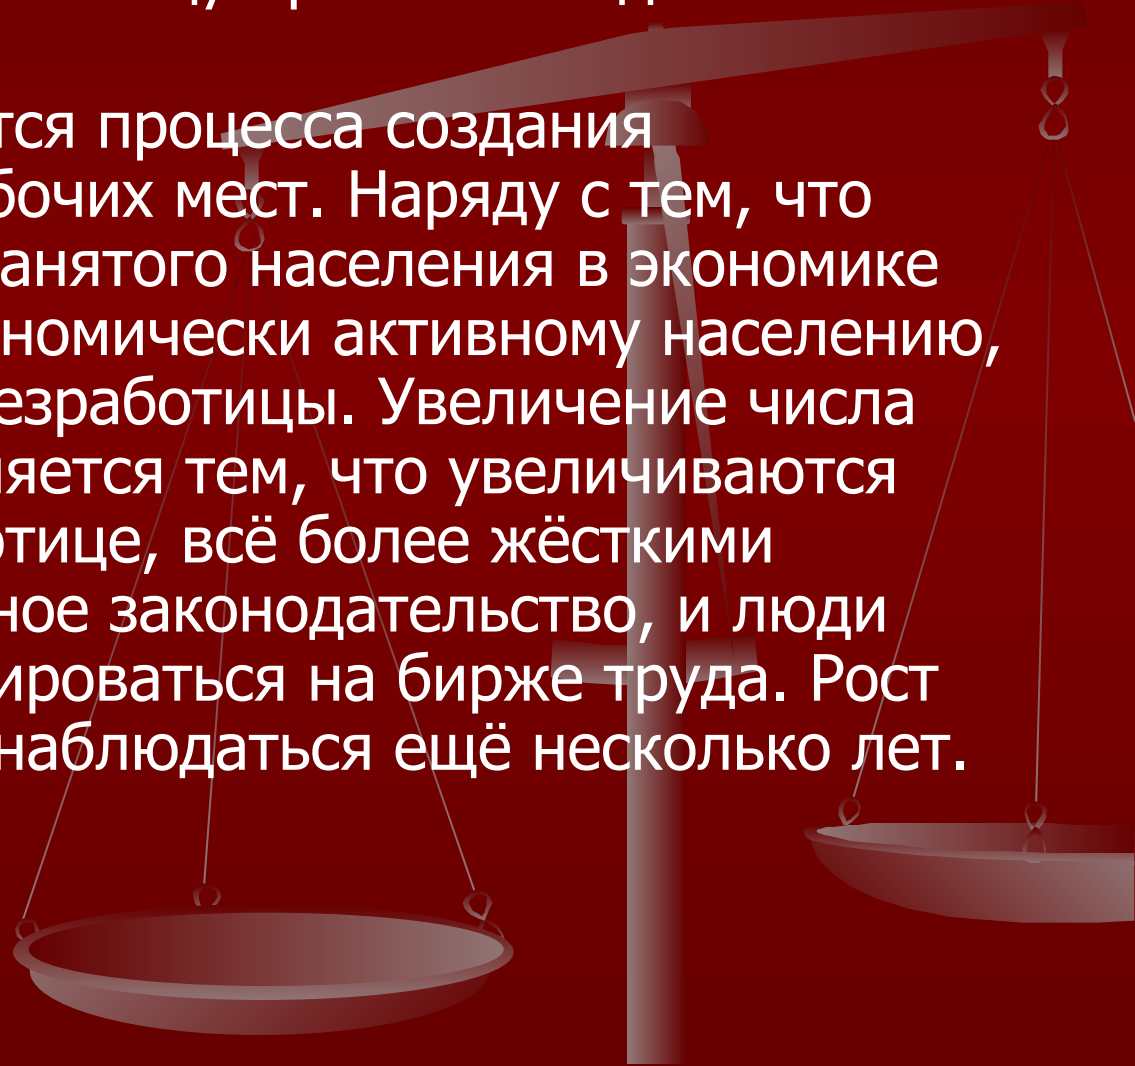 тся процесса создания
бочих мест. Наряду с тем, что
анятого населения в экономике
номически активному населению,
езработицы. Увеличение числа
яется тем, что увеличиваются
тице, всё более жёсткими
ное законодательство, и люди
ироваться на бирже труда. Рост
наблюдаться ещё несколько лет.